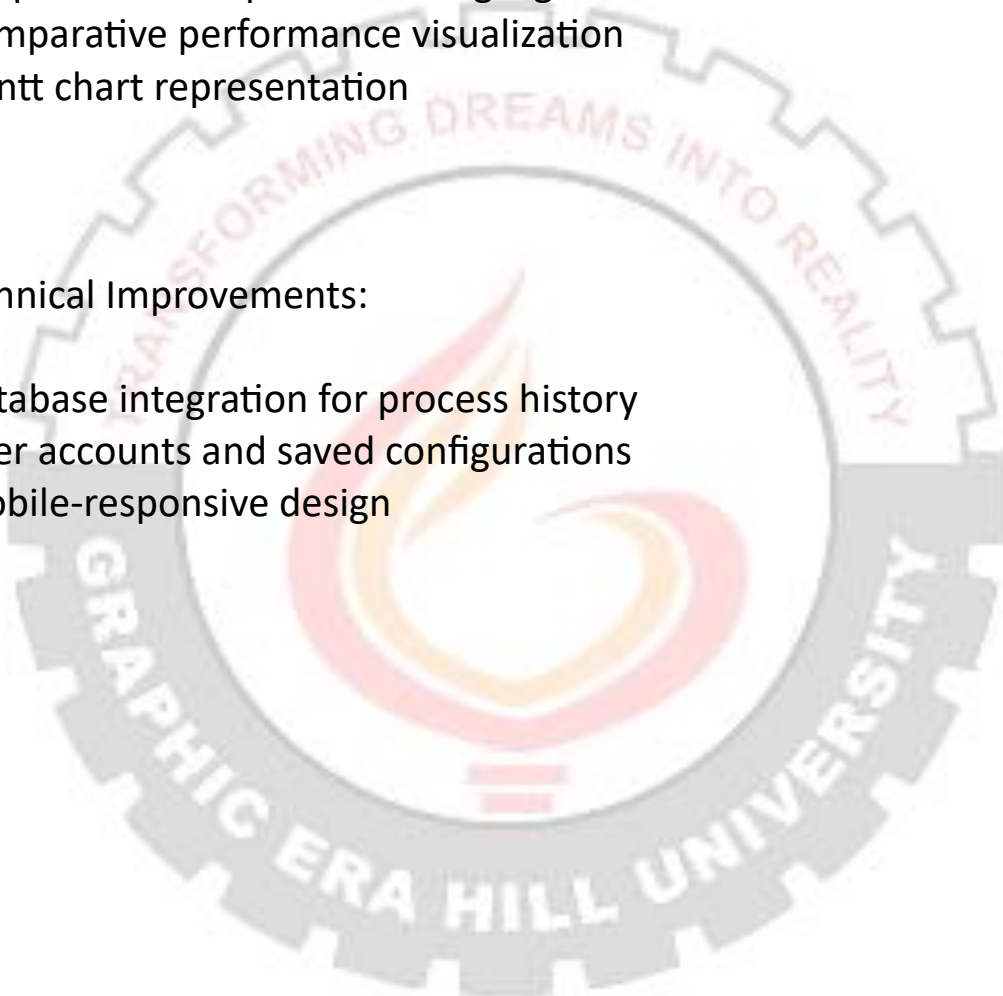 mparative performance visualization
ntt chart representation
TRANSFORMING DREAMS INTO REALITY
hnical Improvements:
tabase integration for process history
er accounts and saved configurations
obile-responsive design
GRAPHIC ERA HILL UNIVERSITY